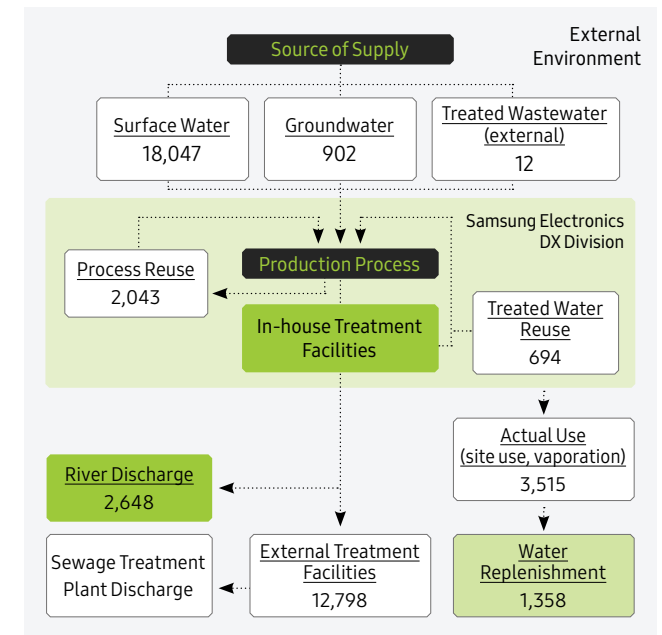 External
Environment
Source of Supply
Surface Water
18,047
Groundwater
902
Treated Wastewater
(external)
12
Samsung Electronics
DX Division
Process Reuse
2,043
Production Process
In-house Treatment
Facilities
Treated Water
Reuse
694
Actual Use
(site use, vaporation)
3,515
River Discharge
2,648
Sewage Treatment
Plant Discharge
External Treatment
Facilities
12,798
Water
Replenishment
1,358